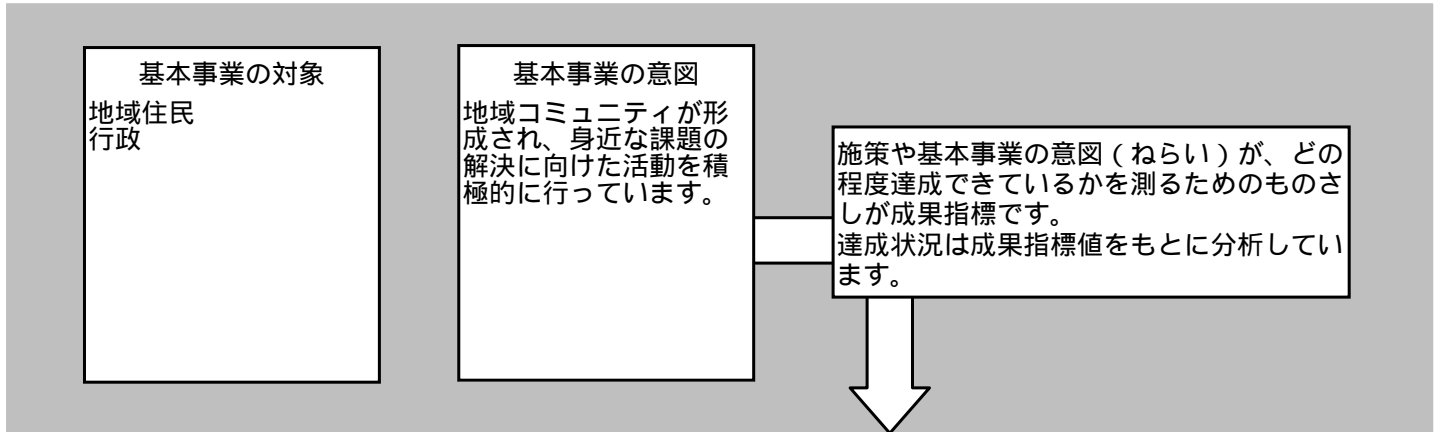 基本事業の対象
地域住民
行政
基本事業の意図
地域コミュニティが形
成され、身近な課題の
解決に向けた活動を積
極的に行っています。
施策や基本事業の意図（ねらい）が、どの
程度達成できているかを測るためのものさ
しが成果指標です。
達成状況は成果指標値をもとに分析してい
ます。